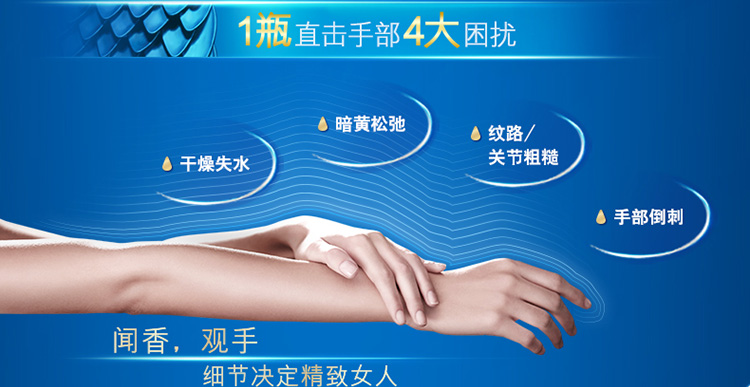 1瓶直击手部4大困扰
暗黄松弛
纹路/
关节粗糙
干燥失水
手部倒刺
闻香，观手
细节决定精致女人